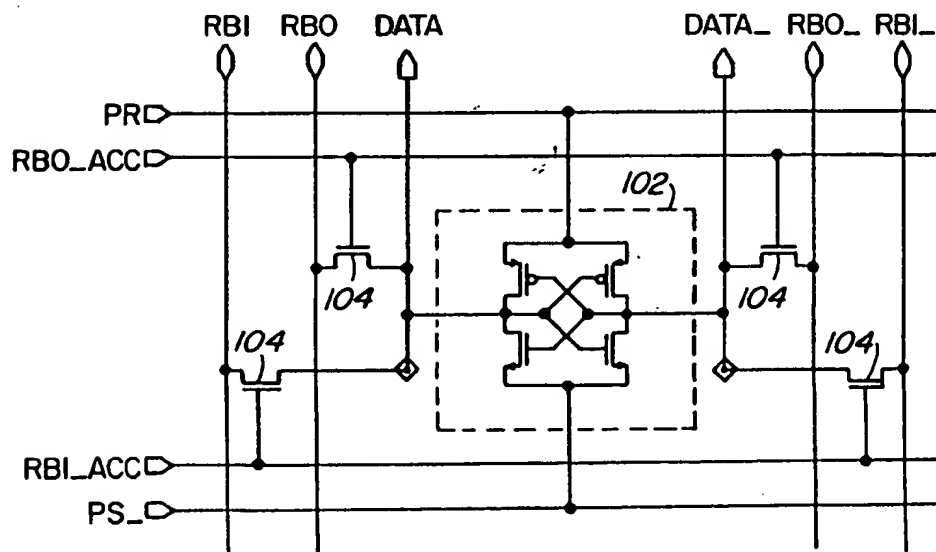 RBI RBO DATA DATA_ RBO_ RBI_
PR
RBO_ACC
102
104 104
104 104
RBI_ACC
PS_